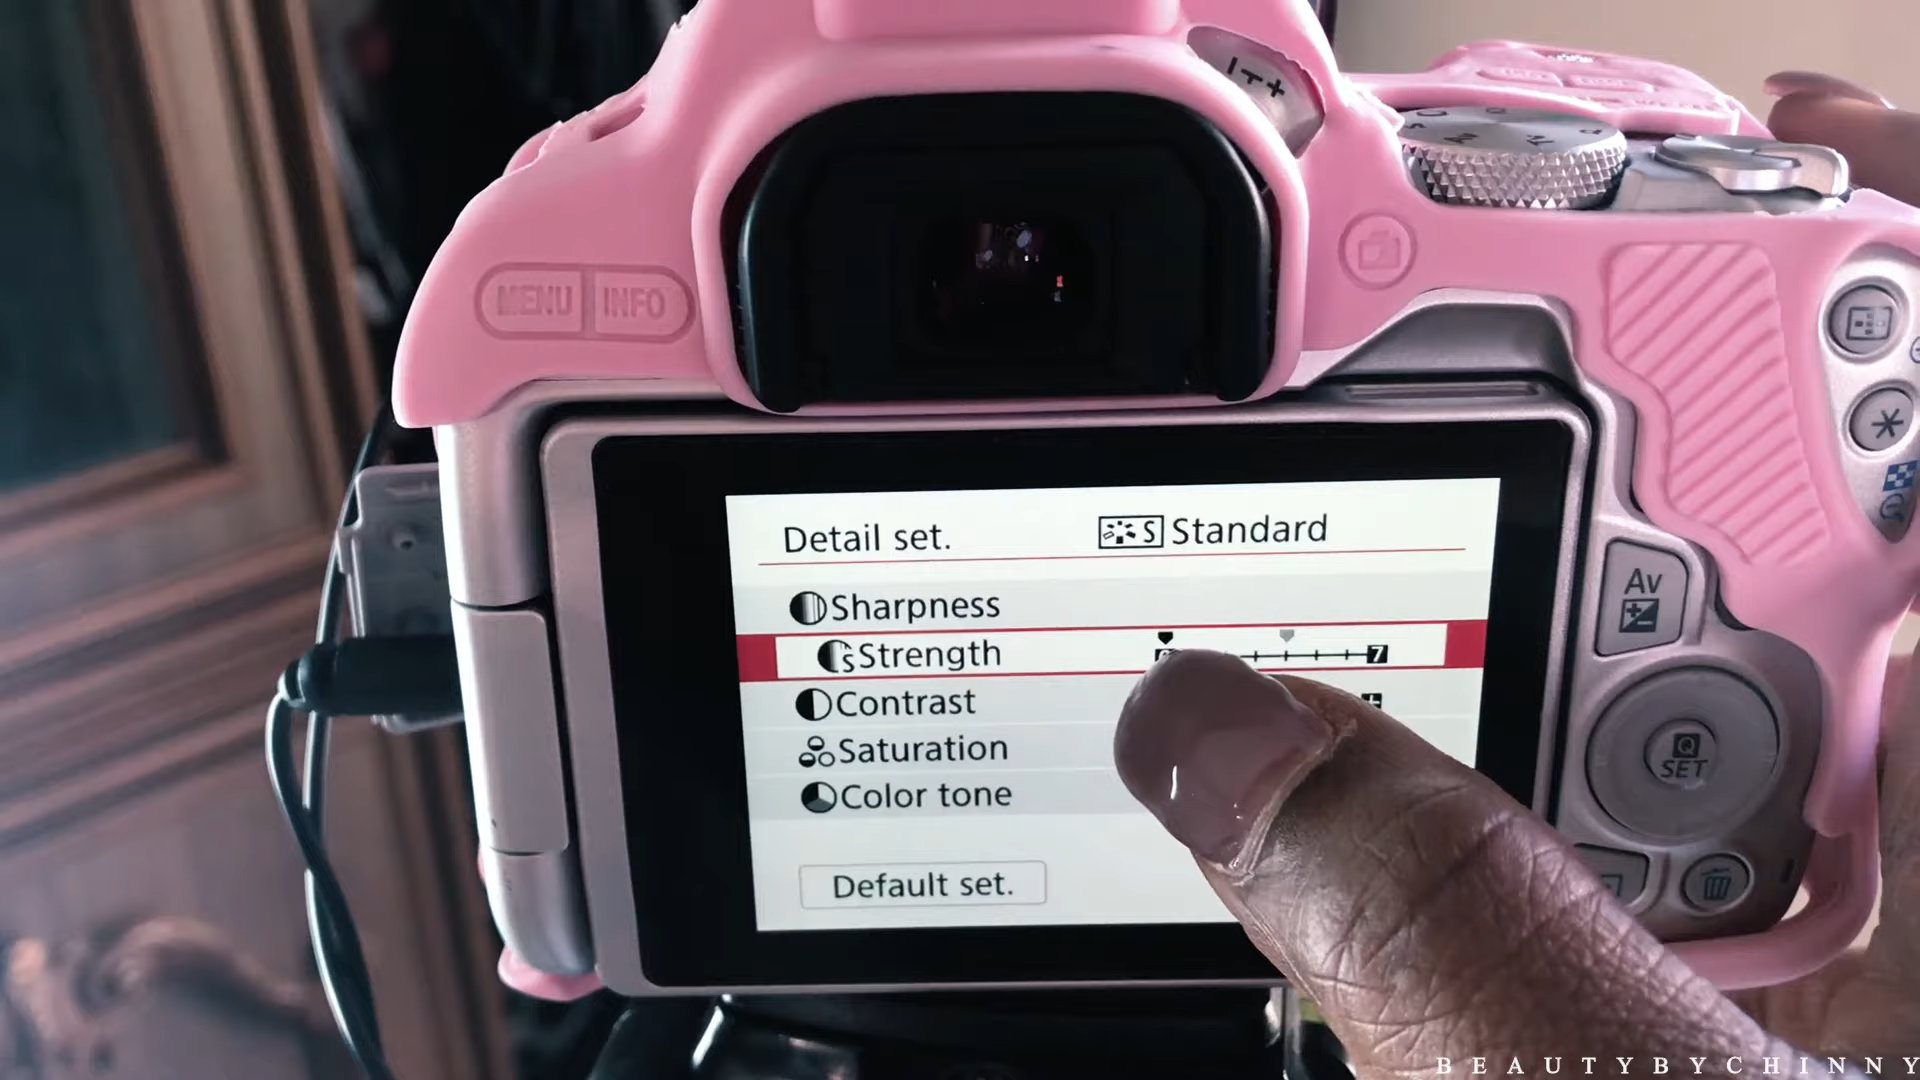 MENU INFO
Detail set. S Standard
Sharpness
S Strength 7
Contrast
Saturation
Color tone
Default set.
Av
Q
SET
BEAUTYBYCHINNY